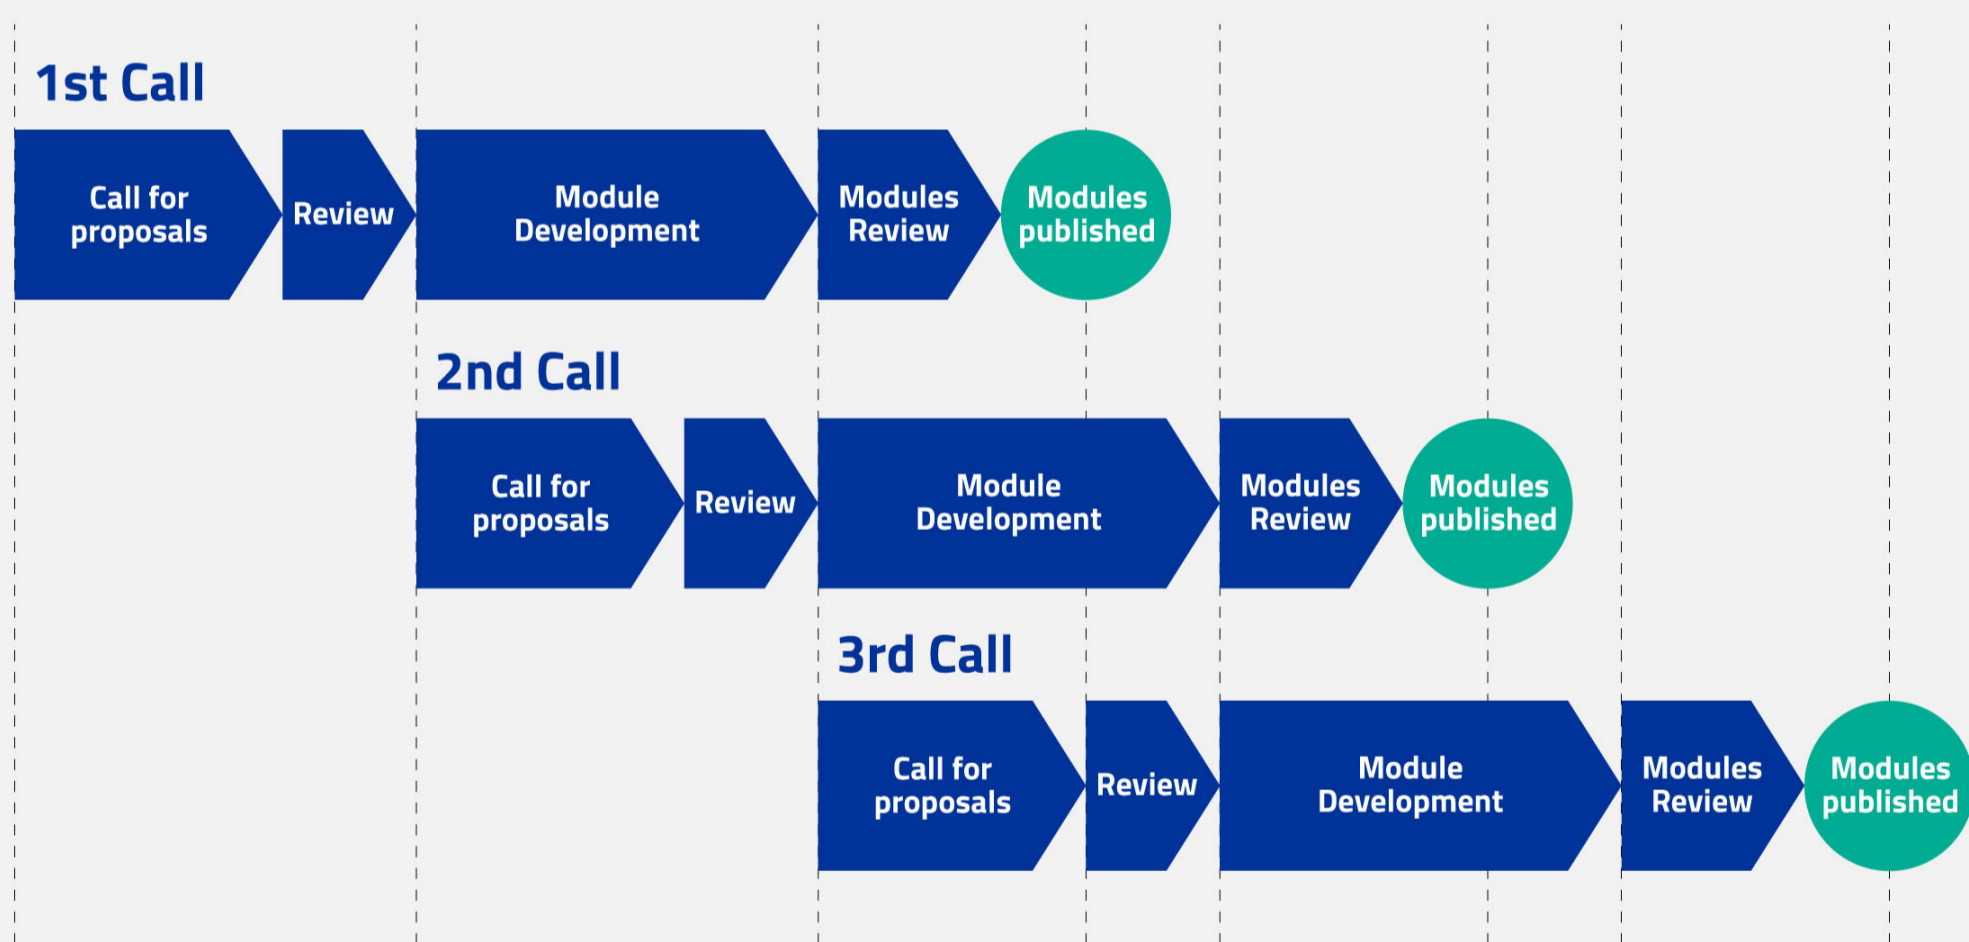 1st Call
Call for
proposals
Review
Module
Development
Modules
Review
Modules
published
2nd Call
Call for
proposals
Review
Module
Development
Modules
Review
Modules
published
3rd Call
Call for
proposals
Review
Module
Development
Modules
Review
Modules
published